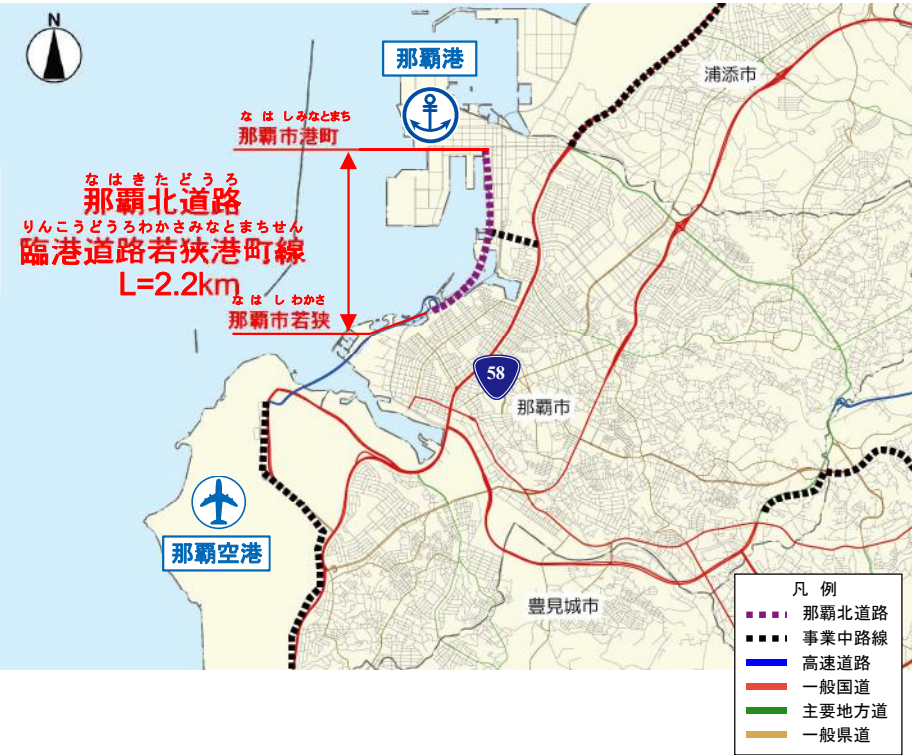 N
那覇港
浦添市
なはしみなとまち
那覇市港町
なはきたどうろ
那覇北道路
りんこうどうろわかさみなとまちせん
臨港道路若狭港町線
L=2.2km
なはしわかさ
那覇市若狭
58
那覇市
那覇空港
豊見城市
凡例
那覇北道路
事業中路線
高速道路
一般国道
主要地方道
一般県道